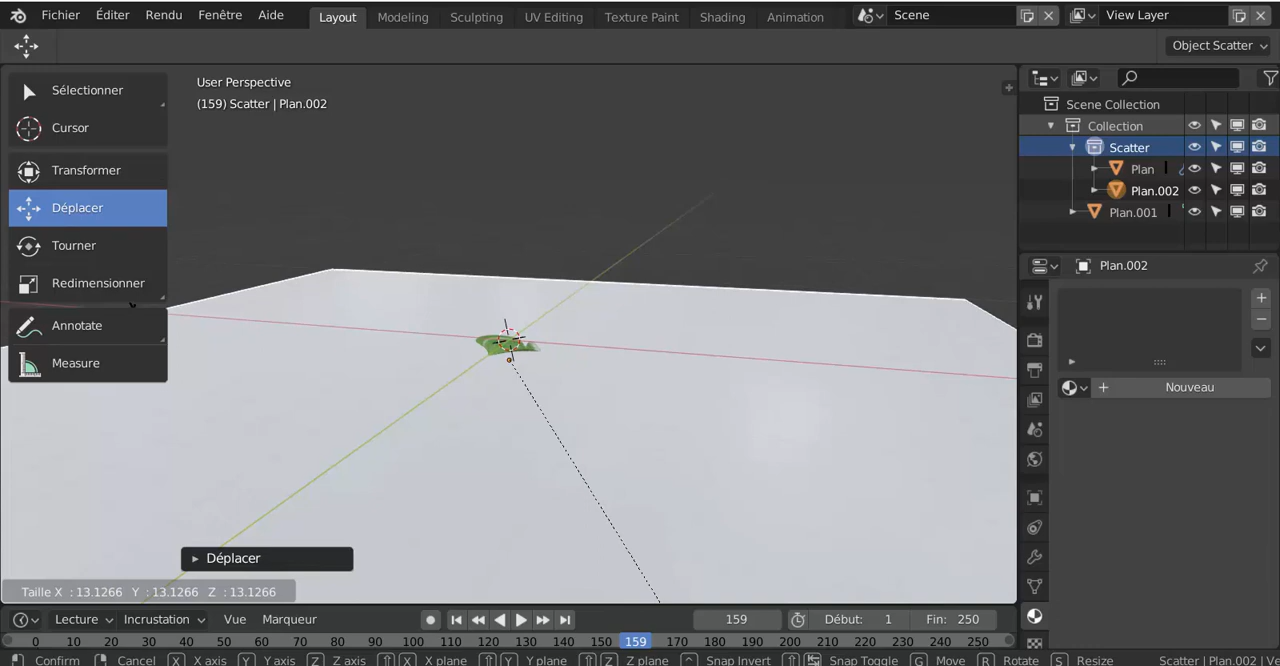 Fichier Éditer Rendu Fenêtre Aide Layout Modeling Sculpting UV Editing Texture Paint Shading Animation Scene View Layer
Object Scatter
Sélectionner
Cursor
Transformer
Déplacer
Tourner
Redimensionner
Annotate
Measure
User Perspective
(159) Scatter | Plan.002
Déplacer
Taille X : 13.1266 Y : 13.1266 Z : 13.1266
Scene Collection
Collection
Scatter
Plan
Plan.002
Plan.001
Plan.002
Nouveau
Lecture Incrustation Vue Marqueur 159 Début: 1 Fin: 250
0 10 20 30 40 50 60 70 80 90 100 110 120 130 140 150 159 170 180 190 200 210 220 230 240 250
Confirm Cancel X X axis Y Y axis Z Z axis X X plane Y Y plane Z Z plane Snap Invert Snap Toggle G Move R Rotate S Resize Scatter | Plan.002 |